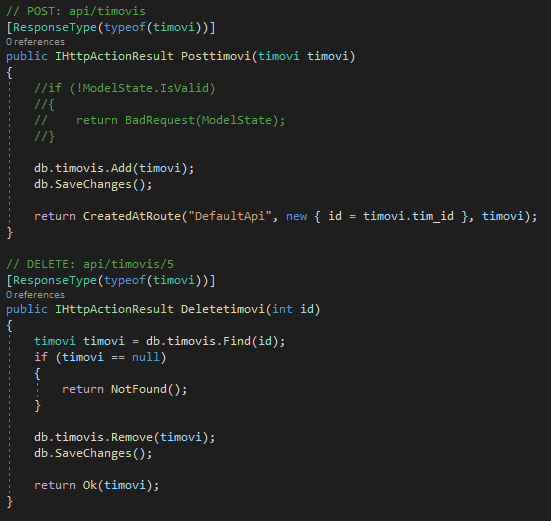 // POST: api/timovis
[ResponseType(typeof(timovi))]
0 references
public IHttpActionResult Posttimovi(timovi timovi)
{
    //if (!ModelState.IsValid)
    //{
    //    return BadRequest(ModelState);
    //}
    db.timovis.Add(timovi);
    db.SaveChanges();
    return CreatedAtRoute("DefaultApi", new { id = timovi.tim_id }, timovi);
}
// DELETE: api/timovis/5
[ResponseType(typeof(timovi))]
0 references
public IHttpActionResult Deletetimovi(int id)
{
    timovi timovi = db.timovis.Find(id);
    if (timovi == null)
    {
        return NotFound();
    }
    db.timovis.Remove(timovi);
    db.SaveChanges();
    return Ok(timovi);
}